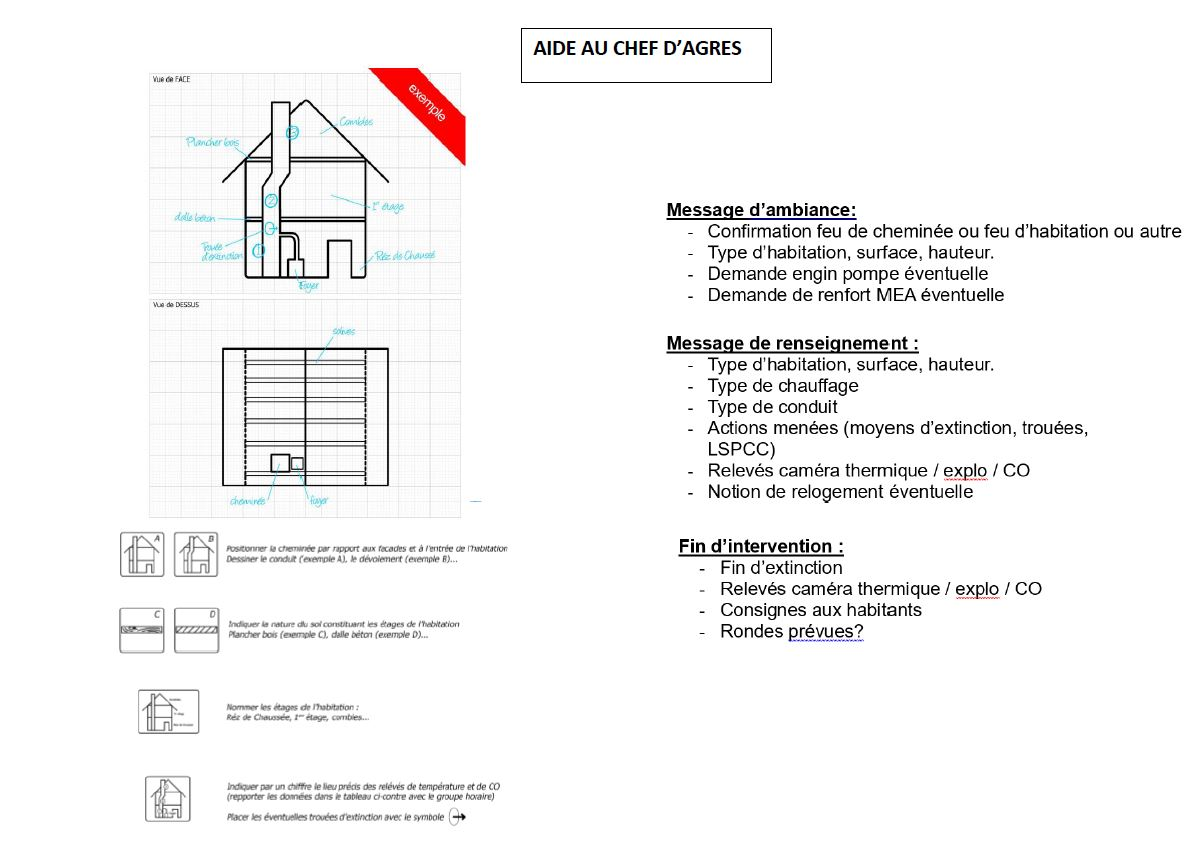 AIDE AU CHEF D'AGRES
Vue de FACE
exemple
Combles
3
Plancher bois
2
1er étage
dalle béton
Trouée
d'extinction
1
Réz de Chaussé
Foyer
Vue de DESSUS
solives
cheminée
foyer
A
B
Positionner la cheminée par rapport aux facades et à l'entrée de l'habitation
Dessiner le conduit (exemple A), le dévoiement (exemple B)...
C
D
Indiquer la nature du sol constituant les étages de l'habitation
Plancher bois (exemple C), dalle béton (exemple D)...
Nommer les étages de l'habitation :
Réz de Chaussée, 1er étage, combles...
Indiquer par un chiffre le lieu précis des relévés de température et de CO
(repporter les données dans le tableau ci-contre avec le groupe horaire)
Placer les éventuelles trouées d'extinction avec le symbole
Message d'ambiance:
- Confirmation feu de cheminée ou feu d'habitation ou autre
- Type d'habitation, surface, hauteur.
- Demande engin pompe éventuelle
- Demande de renfort MEA éventuelle
Message de renseignement :
- Type d'habitation, surface, hauteur.
- Type de chauffage
- Type de conduit
- Actions menées (moyens d'extinction, trouées,
LSPCC)
- Relevés caméra thermique / explo / CO
- Notion de relogement éventuelle
Fin d'intervention :
- Fin d'extinction
- Relevés caméra thermique / explo / CO
- Consignes aux habitants
- Rondes prévues?